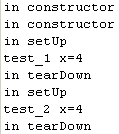 in constructor
in constructor
in setUp
test_1 x=4
in tearDown
in setUp
test_2 x=4
in tearDown